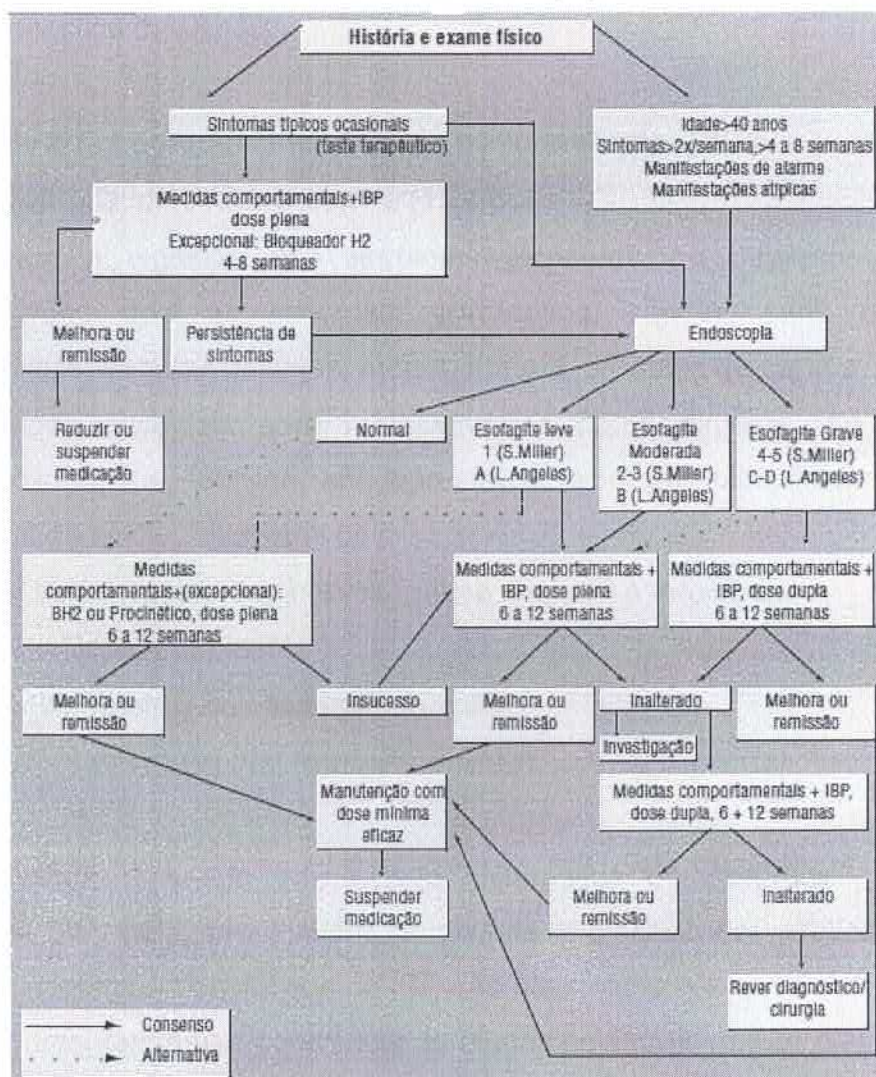 História e exame físico
Sintomas típicos ocasional
(teste terapêutico)
Idade>40 anos
Sintomas>2x/semana,>4 a 8 semanas
Manifestações de alarme
Manifestações atípicas
Medidas comportamentais+IBP
dose plena
Excepcional: Bloqueador H2
4-8 semanas
Melhora ou
remissão
Persistência de
sintomas
Endoscopia
Reduzir ou
suspender
medicação
Normal
Esofagite leve
1 (S.Miller)
A (L.Angeles)
Esofagite
Moderada
2-3 (S.Miller)
B (L.Angeles)
Esofagite Grave
4-5 (S.Miller)
C-D (L.Angeles)
Medidas
comportamentais+(excepcional):
BH2 ou Procinético, dose plena
6 a 12 semanas
Medidas comportamentais +
IBP, dose plena
6 a 12 semanas
Medidas comportamentais +
IBP, dose dupla
6 a 12 semanas
Melhora ou
remissão
Insucesso
Melhora ou
remissão
Inalterado
Melhora ou
remissão
Investigação
Manutenção com
dose mínima
eficaz
Medidas comportamentais + IBP,
dose dupla, 6 + 12 semanas
Suspender
medicação
Melhora ou
remissão
Inalterado
Rever diagnóstico/
cirurgia
Consenso
Alternativa